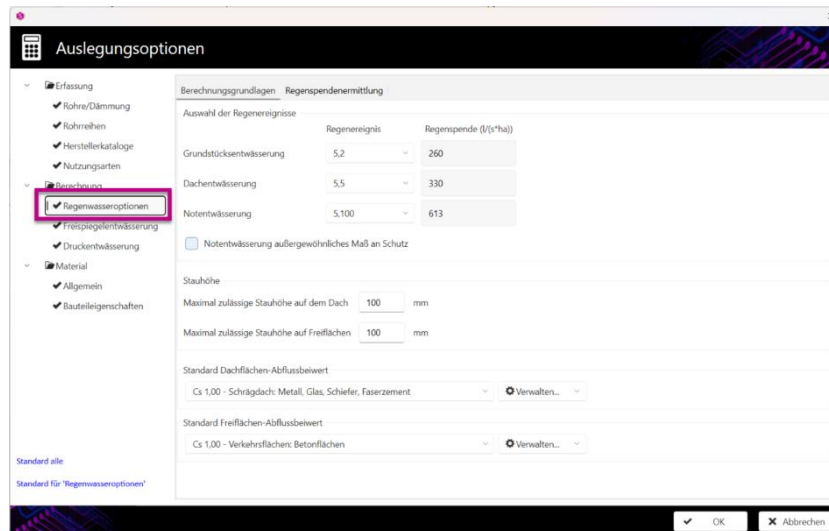 Auslegungsoptionen
Erfassung
Rohre/Dämmung
Rohrreihen
Herstellerkataloge
Nutzungsarten
Berechnung
Regenwasseroptionen
Freispiegelentwässerung
Druckentwässerung
Material
Allgemein
Bauteileigenschaften
Standard alle
Standard für 'Regenwasseroptionen'
Berechnungsgrundlagen Regenspendenermittlung
Auswahl der Regenereignisse
Regenereignis Regenspende (l/(s*ha))
Grundstücksentwässerung 5,2 260
Dachentwässerung 5,5 330
Notentwässerung 5,100 613
Notentwässerung außergewöhnliches Maß an Schutz
Stauhöhe
Maximal zulässige Stauhöhe auf dem Dach 100 mm
Maximal zulässige Stauhöhe auf Freiflächen 100 mm
Standard Dachflächen-Abflussbeiwert
Cs 1,00 - Schrägdach: Metall, Glas, Schiefer, Faserzement Verwalten...
Standard Freiflächen-Abflussbeiwert
Cs 1,00 - Verkehrsflächen: Betonflächen Verwalten...
OK Abbrechen